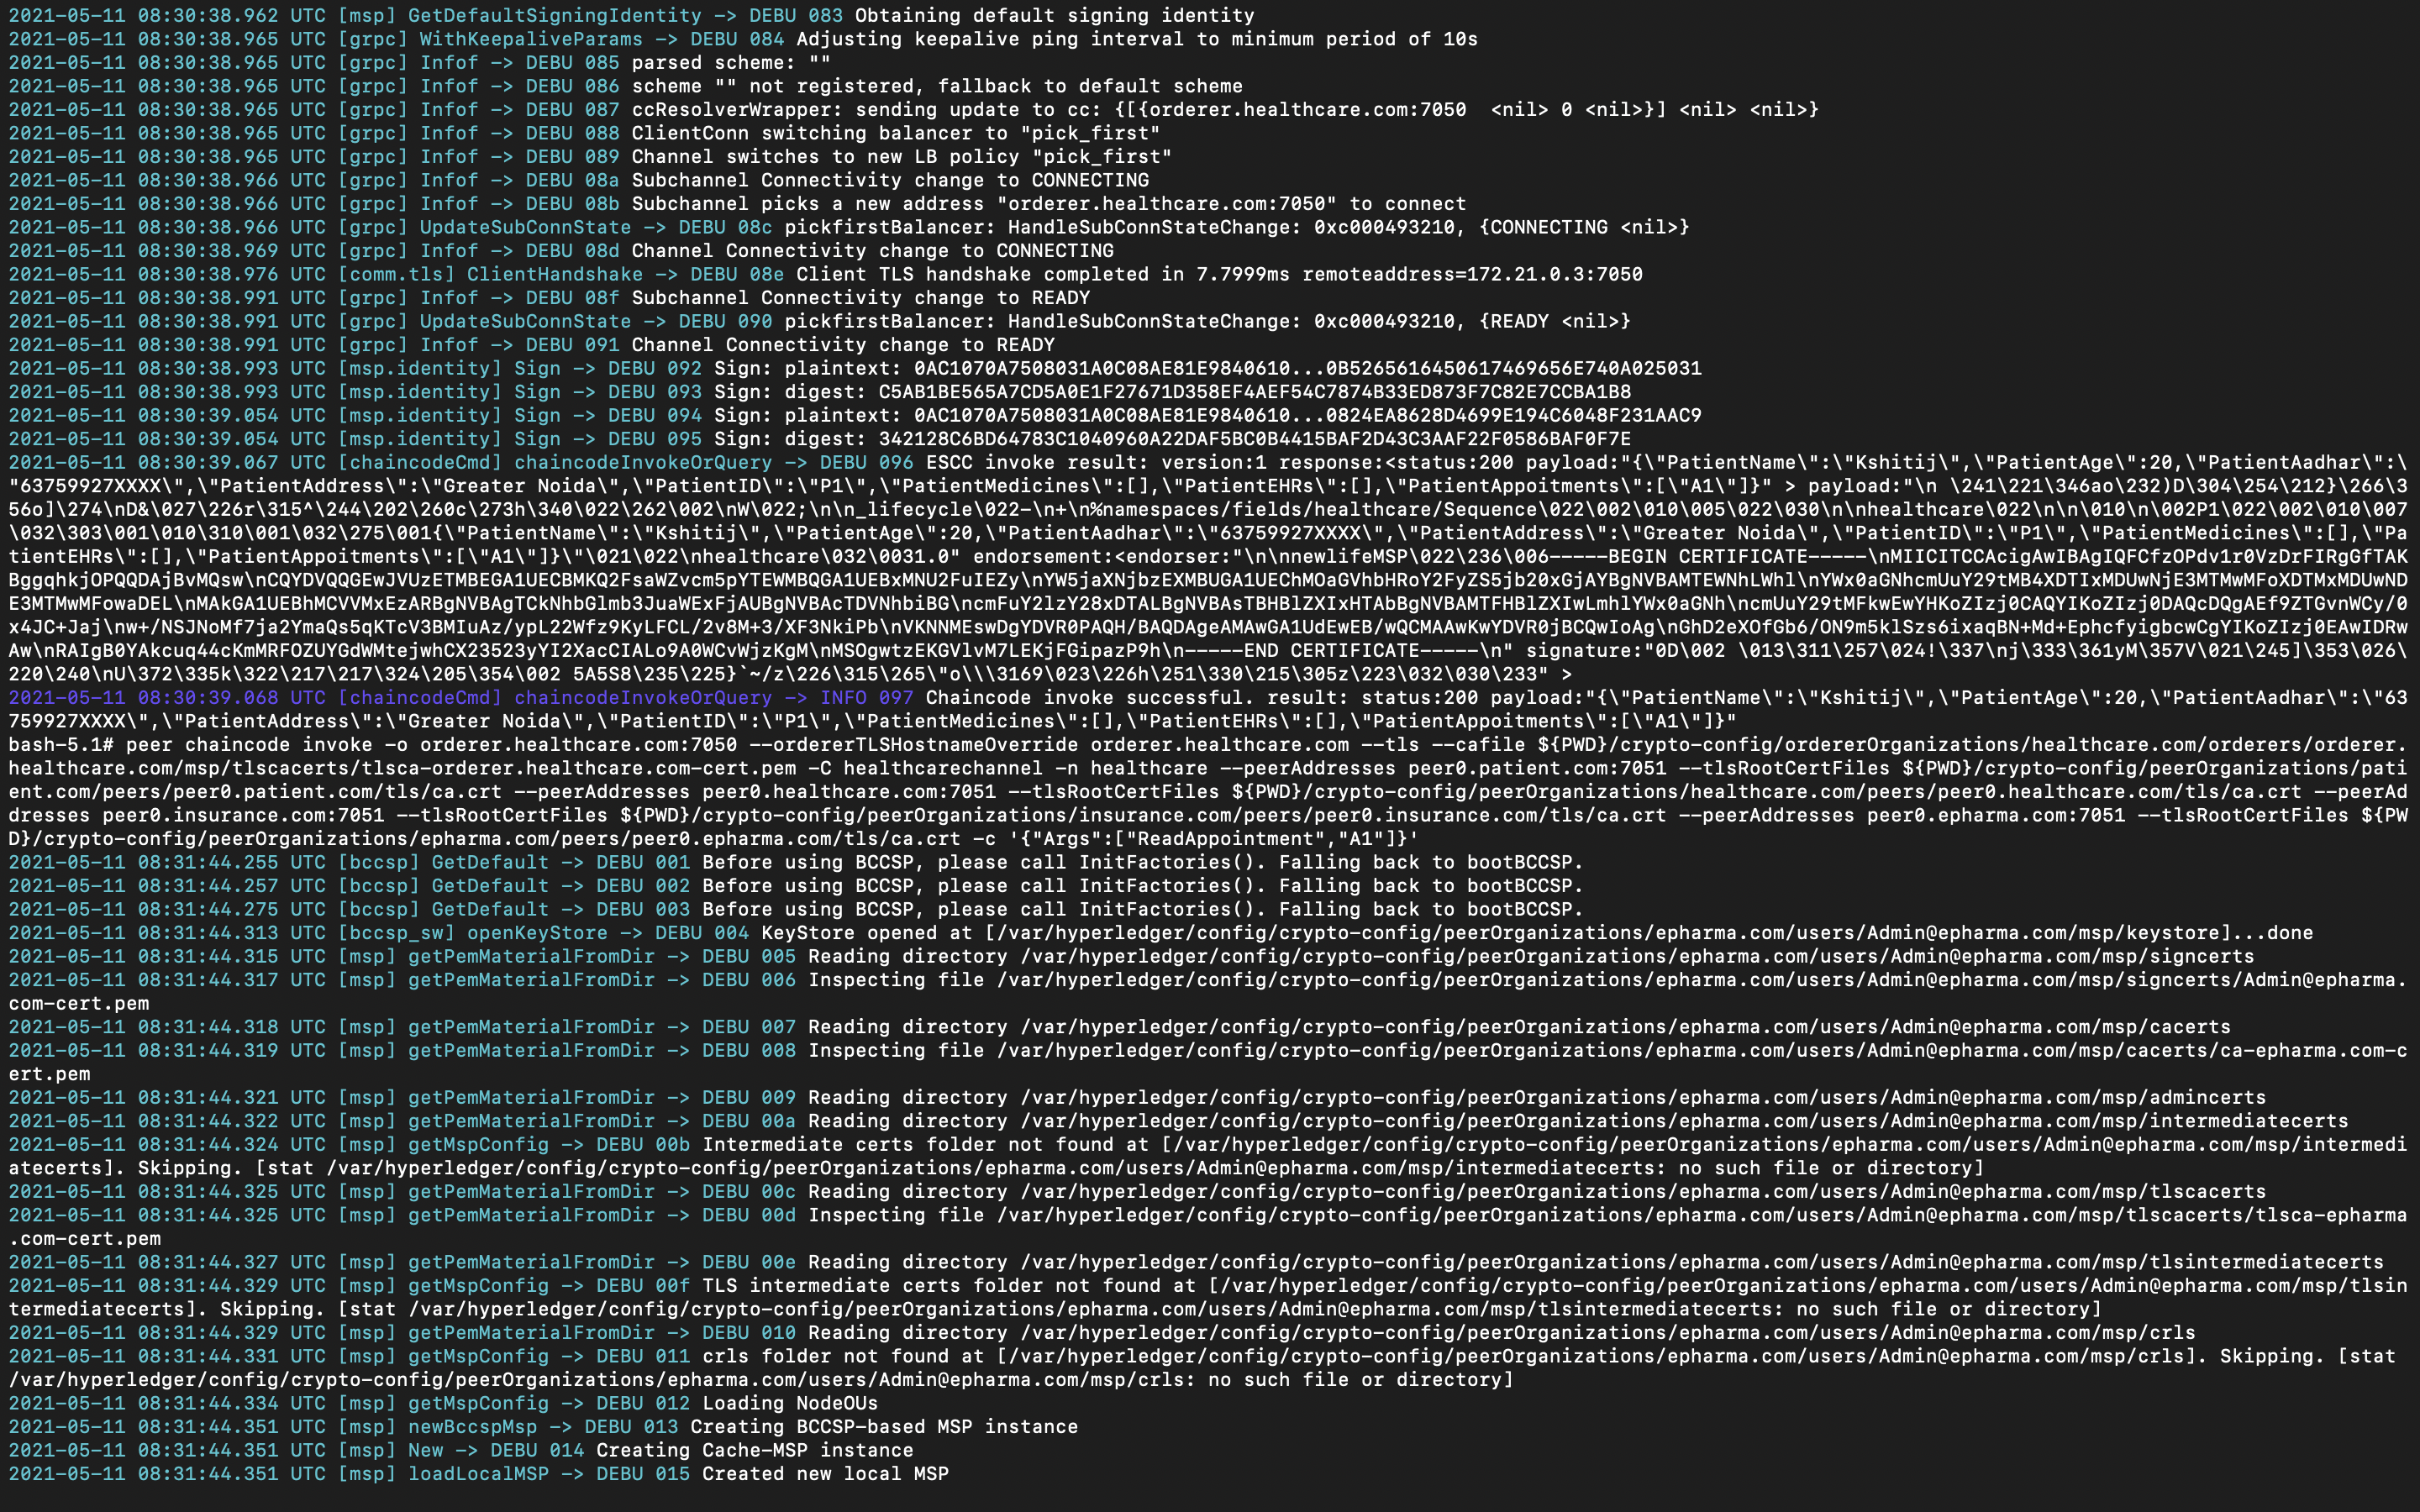 2021-05-11 08:30:38.962 UTC [msp] GetDefaultSigningIdentity -> DEBU 083 Obtaining default signing identity
2021-05-11 08:30:38.965 UTC [grpc] WithKeepaliveParams -> DEBU 084 Adjusting keepalive ping interval to minimum period of 10s
2021-05-11 08:30:38.965 UTC [grpc] Infof -> DEBU 085 parsed scheme: ""
2021-05-11 08:30:38.965 UTC [grpc] Infof -> DEBU 086 scheme "" not registered, fallback to default scheme
2021-05-11 08:30:38.965 UTC [grpc] Infof -> DEBU 087 ccResolverWrapper: sending update to cc: {[{orderer.healthcare.com:7050  <nil> 0 <nil>}] <nil> <nil>}
2021-05-11 08:30:38.965 UTC [grpc] Infof -> DEBU 088 ClientConn switching balancer to "pick_first"
2021-05-11 08:30:38.965 UTC [grpc] Infof -> DEBU 089 Channel switches to new LB policy "pick_first"
2021-05-11 08:30:38.966 UTC [grpc] Infof -> DEBU 08a Subchannel Connectivity change to CONNECTING
2021-05-11 08:30:38.966 UTC [grpc] Infof -> DEBU 08b Subchannel picks a new address "orderer.healthcare.com:7050" to connect
2021-05-11 08:30:38.966 UTC [grpc] UpdateSubConnState -> DEBU 08c pickfirstBalancer: HandleSubConnStateChange: 0xc000493210, {CONNECTING <nil>}
2021-05-11 08:30:38.969 UTC [grpc] Infof -> DEBU 08d Channel Connectivity change to CONNECTING
2021-05-11 08:30:38.976 UTC [comm.tls] ClientHandshake -> DEBU 08e Client TLS handshake completed in 7.7999ms remoteaddress=172.21.0.3:7050
2021-05-11 08:30:38.991 UTC [grpc] Infof -> DEBU 08f Subchannel Connectivity change to READY
2021-05-11 08:30:38.991 UTC [grpc] UpdateSubConnState -> DEBU 090 pickfirstBalancer: HandleSubConnStateChange: 0xc000493210, {READY <nil>}
2021-05-11 08:30:38.991 UTC [grpc] Infof -> DEBU 091 Channel Connectivity change to READY
2021-05-11 08:30:38.993 UTC [msp.identity] Sign -> DEBU 092 Sign: plaintext: 0AC1070A7508031A0C08AE81E9840610...0B5265616450617469656E740A025031
2021-05-11 08:30:38.993 UTC [msp.identity] Sign -> DEBU 093 Sign: digest: C5AB1BE565A7CD5A0E1F27671D358EF4AEF54C7874B33ED873F7C82E7CCBA1B8
2021-05-11 08:30:39.054 UTC [msp.identity] Sign -> DEBU 094 Sign: plaintext: 0AC1070A7508031A0C08AE81E9840610...0824EA8628D4699E194C6048F231AAC9
2021-05-11 08:30:39.054 UTC [msp.identity] Sign -> DEBU 095 Sign: digest: 342128C6BD64783C1040960A22DAF5BC0B4415BAF2D43C3AAF22F0586BAF0F7E
2021-05-11 08:30:39.067 UTC [chaincodeCmd] chaincodeInvokeOrQuery -> DEBU 096 ESCC invoke result: version:1 response:<status:200 payload:"{\"PatientName\":\"Kshitij\",\"PatientAge\":20,\"PatientAadhar\":\
"63759927XXXX\",\"PatientAddress\":\"Greater Noida\",\"PatientID\":\"P1\",\"PatientMedicines\":[],\"PatientEHRs\":[],\"PatientAppoitments\":[\"A1\"]}" > payload:"\n \241\221\346ao\232)D\304\254\212}\266\3
56o]\274\nD&\027\226r\315^\244\202\260c\273h\340\022\262\002\nW\022;\n\n_lifecycle\022-\n+\n%namespaces/fields/healthcare/Sequence\022\002\010\005\022\030\n\nhealthcare\022\n\n\010\n\002P1\022\002\010\007
\032\303\001\010\310\001\032\275\001{\"PatientName\":\"Kshitij\",\"PatientAge\":20,\"PatientAadhar\":\"63759927XXXX\",\"PatientAddress\":\"Greater Noida\",\"PatientID\":\"P1\",\"PatientMedicines\":[],\"Pa
tientEHRs\":[],\"PatientAppoitments\":[\"A1\"]}\"\021\022\nhealthcare\032\0031.0" endorsement:<endorser:"\n\nnewlifeMSP\022\236\006-----BEGIN CERTIFICATE-----\nMIICITCCAcigAwIBAgIQFCfzOPdv1r0VzDrFIRgGfTAK
BggqhkjOPQQDAjBvMQsw\nCQYDVQQGEwJVUzETMBEGA1UECBMKQ2FsaWZvcm5pYTEWMBQGA1UEBxMNU2FuIEZy\nYW5jaXNjbzEXMBUGA1UEChMOaGVhbHRoY2FyZS5jb20xGjAYBgNVBAMTEWNhLWhl\nYWx0aGNhcmUuY29tMB4XDTIxMDUwNjE3MTMwMFoXDTMxMDUwND
E3MTMwMFowaDEL\nMAkGA1UEBhMCVVMxEzARBgNVBAgTCkNhbGlmb3JuaWExFjAUBgNVBAcTDVNhbiBG\ncmFuY2lzY28xDTALBgNVBAsTBHBlZXIxHTAbBgNVBAMTFHBlZXIwLmhlYWx0aGNh\ncmUuY29tMFkwEwYHKoZIzj0CAQYIKoZIzj0DAQcDQgAEf9ZTGvnWCy/0
x4JC+Jaj\nw+/NSJNoMf7ja2YmaQs5qKTcV3BMIuAz/ypL22Wfz9KyLFCL/2v8M+3/XF3NkiPb\nVKNNMEswDgYDVR0PAQH/BAQDAgeAMAwGA1UdEwEB/wQCMAAwKwYDVR0jBCQwIoAg\nGhD2eXOfGb6/ON9m5klSzs6ixaqBN+Md+EphcfyigbcwCgYIKoZIzj0EAwIDRw
Aw\nRAIgB0YAkcuq44cKmMRFOZUYGdWMtejwhCX23523yYI2XacCIALo9A0WCvWjzKgM\nMSOgwtzEKGVlvM7LEKjFGipazP9h\n-----END CERTIFICATE-----\n" signature:"0D\002 \013\311\257\024!\337\nj\333\361yM\357V\021\245]\353\026\
220\240\nU\372\335k\322\217\217\324\205\354\002 5A5S8\235\225}`~/z\226\315\265\"o\\\3169\023\226h\251\330\215\305z\223\032\030\233" >
2021-05-11 08:30:39.068 UTC [chaincodeCmd] chaincodeInvokeOrQuery -> INFO 097 Chaincode invoke successful. result: status:200 payload:"{\"PatientName\":\"Kshitij\",\"PatientAge\":20,\"PatientAadhar\":\"63
759927XXXX\",\"PatientAddress\":\"Greater Noida\",\"PatientID\":\"P1\",\"PatientMedicines\":[],\"PatientEHRs\":[],\"PatientAppoitments\":[\"A1\"]}"
bash-5.1# peer chaincode invoke -o orderer.healthcare.com:7050 --ordererTLSHostnameOverride orderer.healthcare.com --tls --cafile ${PWD}/crypto-config/ordererOrganizations/healthcare.com/orderers/orderer.
healthcare.com/msp/tlscacerts/tlsca-orderer.healthcare.com-cert.pem -C healthcarechannel -n healthcare --peerAddresses peer0.patient.com:7051 --tlsRootCertFiles ${PWD}/crypto-config/peerOrganizations/pati
ent.com/peers/peer0.patient.com/tls/ca.crt --peerAddresses peer0.healthcare.com:7051 --tlsRootCertFiles ${PWD}/crypto-config/peerOrganizations/healthcare.com/peers/peer0.healthcare.com/tls/ca.crt --peerAd
dresses peer0.insurance.com:7051 --tlsRootCertFiles ${PWD}/crypto-config/peerOrganizations/insurance.com/peers/peer0.insurance.com/tls/ca.crt --peerAddresses peer0.epharma.com:7051 --tlsRootCertFiles ${PW
D}/crypto-config/peerOrganizations/epharma.com/peers/peer0.epharma.com/tls/ca.crt -c '{"Args":["ReadAppointment","A1"]}'
2021-05-11 08:31:44.255 UTC [bccsp] GetDefault -> DEBU 001 Before using BCCSP, please call InitFactories(). Falling back to bootBCCSP.
2021-05-11 08:31:44.257 UTC [bccsp] GetDefault -> DEBU 002 Before using BCCSP, please call InitFactories(). Falling back to bootBCCSP.
2021-05-11 08:31:44.275 UTC [bccsp] GetDefault -> DEBU 003 Before using BCCSP, please call InitFactories(). Falling back to bootBCCSP.
2021-05-11 08:31:44.313 UTC [bccsp_sw] openKeyStore -> DEBU 004 KeyStore opened at [/var/hyperledger/config/crypto-config/peerOrganizations/epharma.com/users/Admin@epharma.com/msp/keystore]...done
2021-05-11 08:31:44.315 UTC [msp] getPemMaterialFromDir -> DEBU 005 Reading directory /var/hyperledger/config/crypto-config/peerOrganizations/epharma.com/users/Admin@epharma.com/msp/signcerts
2021-05-11 08:31:44.317 UTC [msp] getPemMaterialFromDir -> DEBU 006 Inspecting file /var/hyperledger/config/crypto-config/peerOrganizations/epharma.com/users/Admin@epharma.com/msp/signcerts/Admin@epharma.
com-cert.pem
2021-05-11 08:31:44.318 UTC [msp] getPemMaterialFromDir -> DEBU 007 Reading directory /var/hyperledger/config/crypto-config/peerOrganizations/epharma.com/users/Admin@epharma.com/msp/cacerts
2021-05-11 08:31:44.319 UTC [msp] getPemMaterialFromDir -> DEBU 008 Inspecting file /var/hyperledger/config/crypto-config/peerOrganizations/epharma.com/users/Admin@epharma.com/msp/cacerts/ca-epharma.com-c
ert.pem
2021-05-11 08:31:44.321 UTC [msp] getPemMaterialFromDir -> DEBU 009 Reading directory /var/hyperledger/config/crypto-config/peerOrganizations/epharma.com/users/Admin@epharma.com/msp/admincerts
2021-05-11 08:31:44.322 UTC [msp] getPemMaterialFromDir -> DEBU 00a Reading directory /var/hyperledger/config/crypto-config/peerOrganizations/epharma.com/users/Admin@epharma.com/msp/intermediatecerts
2021-05-11 08:31:44.324 UTC [msp] getMspConfig -> DEBU 00b Intermediate certs folder not found at [/var/hyperledger/config/crypto-config/peerOrganizations/epharma.com/users/Admin@epharma.com/msp/intermedi
atecerts]. Skipping. [stat /var/hyperledger/config/crypto-config/peerOrganizations/epharma.com/users/Admin@epharma.com/msp/intermediatecerts: no such file or directory]
2021-05-11 08:31:44.325 UTC [msp] getPemMaterialFromDir -> DEBU 00c Reading directory /var/hyperledger/config/crypto-config/peerOrganizations/epharma.com/users/Admin@epharma.com/msp/tlscacerts
2021-05-11 08:31:44.325 UTC [msp] getPemMaterialFromDir -> DEBU 00d Inspecting file /var/hyperledger/config/crypto-config/peerOrganizations/epharma.com/users/Admin@epharma.com/msp/tlscacerts/tlsca-epharma
.com-cert.pem
2021-05-11 08:31:44.327 UTC [msp] getPemMaterialFromDir -> DEBU 00e Reading directory /var/hyperledger/config/crypto-config/peerOrganizations/epharma.com/users/Admin@epharma.com/msp/tlsintermediatecerts
2021-05-11 08:31:44.329 UTC [msp] getMspConfig -> DEBU 00f TLS intermediate certs folder not found at [/var/hyperledger/config/crypto-config/peerOrganizations/epharma.com/users/Admin@epharma.com/msp/tlsin
termediatecerts]. Skipping. [stat /var/hyperledger/config/crypto-config/peerOrganizations/epharma.com/users/Admin@epharma.com/msp/tlsintermediatecerts: no such file or directory]
2021-05-11 08:31:44.329 UTC [msp] getPemMaterialFromDir -> DEBU 010 Reading directory /var/hyperledger/config/crypto-config/peerOrganizations/epharma.com/users/Admin@epharma.com/msp/crls
2021-05-11 08:31:44.331 UTC [msp] getMspConfig -> DEBU 011 crls folder not found at [/var/hyperledger/config/crypto-config/peerOrganizations/epharma.com/users/Admin@epharma.com/msp/crls]. Skipping. [stat
/var/hyperledger/config/crypto-config/peerOrganizations/epharma.com/users/Admin@epharma.com/msp/crls: no such file or directory]
2021-05-11 08:31:44.334 UTC [msp] getMspConfig -> DEBU 012 Loading NodeOUs
2021-05-11 08:31:44.351 UTC [msp] newBccspMsp -> DEBU 013 Creating BCCSP-based MSP instance
2021-05-11 08:31:44.351 UTC [msp] New -> DEBU 014 Creating Cache-MSP instance
2021-05-11 08:31:44.351 UTC [msp] loadLocalMSP -> DEBU 015 Created new local MSP